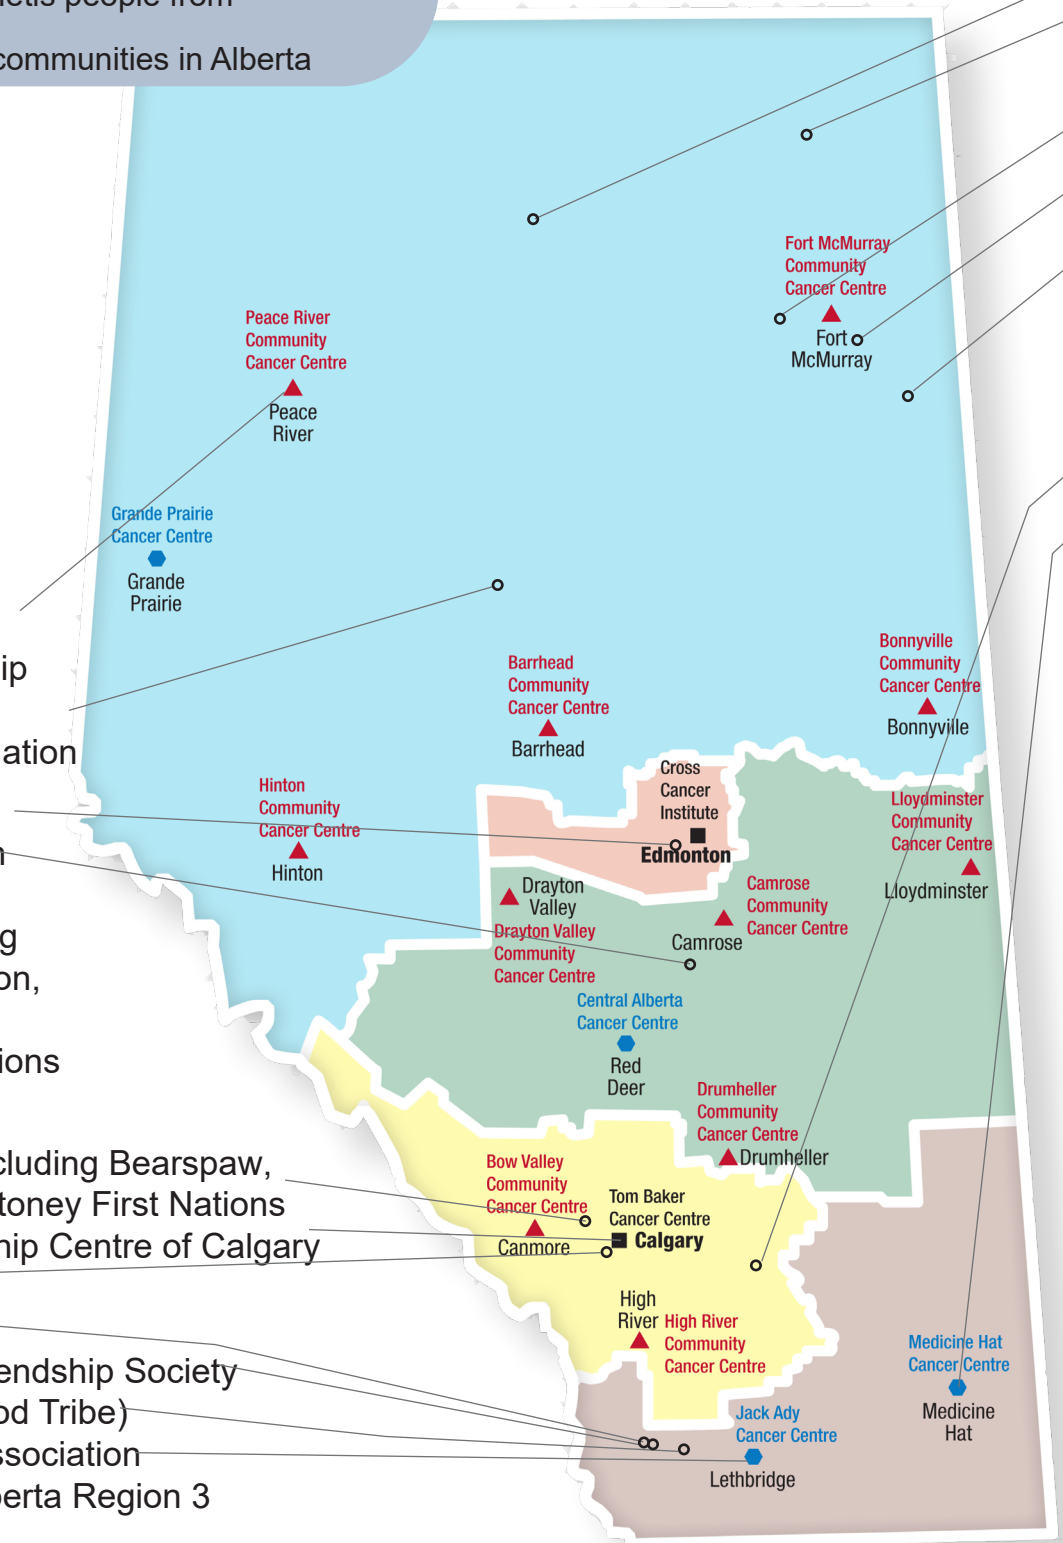 communities in Alberta
Fort McMurray
Community
Cancer Centre
Fort
McMurray
Peace River
Community
Cancer Centre
Peace
River
Grande Prairie
Cancer Centre
Grande
Prairie
Bonnyville
Community
Cancer Centre
Bonnyville
Barrhead
Community
Cancer Centre
Barrhead
ip
ation
Hinton
Community
Cancer Centre
Hinton
Cross
Cancer
Institute
Edmonton
Lloydminster
Community
Cancer Centre
Lloydminster
n
g
on,
ions
Drayton
Valley
Drayton Valley
Community
Cancer Centre
Camrose
Community
Cancer Centre
Camrose
Central Alberta
Cancer Centre
Red
Deer
Drumheller
Community
Cancer Centre
Drumheller
cluding Bearspaw,
toney First Nations
hip Centre of Calgary
Bow Valley
Community
Cancer Centre
Canmore
Tom Baker
Cancer Centre
Calgary
High
River
High River
Community
Cancer Centre
Medicine Hat
Cancer Centre
Medicine
Hat
endship Society
od Tribe)
ssociation
berta Region 3
Jack Ady
Cancer Centre
Lethbridge